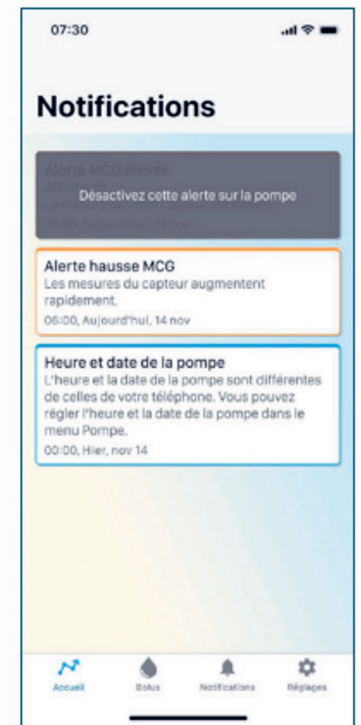 07:30
Notifications
Alerte MCG élevée
Désactivez cette alerte sur la pompe
Alerte hausse MCG
Les mesures du capteur augmentent
rapidement.
06:00, Aujourd'hui, 14 nov
Heure et date de la pompe
L'heure et la date de la pompe sont différentes
de celles de votre téléphone. Vous pouvez
régler l'heure et la date de la pompe dans le
menu Pompe.
00:00, Hier, nov 14
Accueil Bolus Notifications Réglages